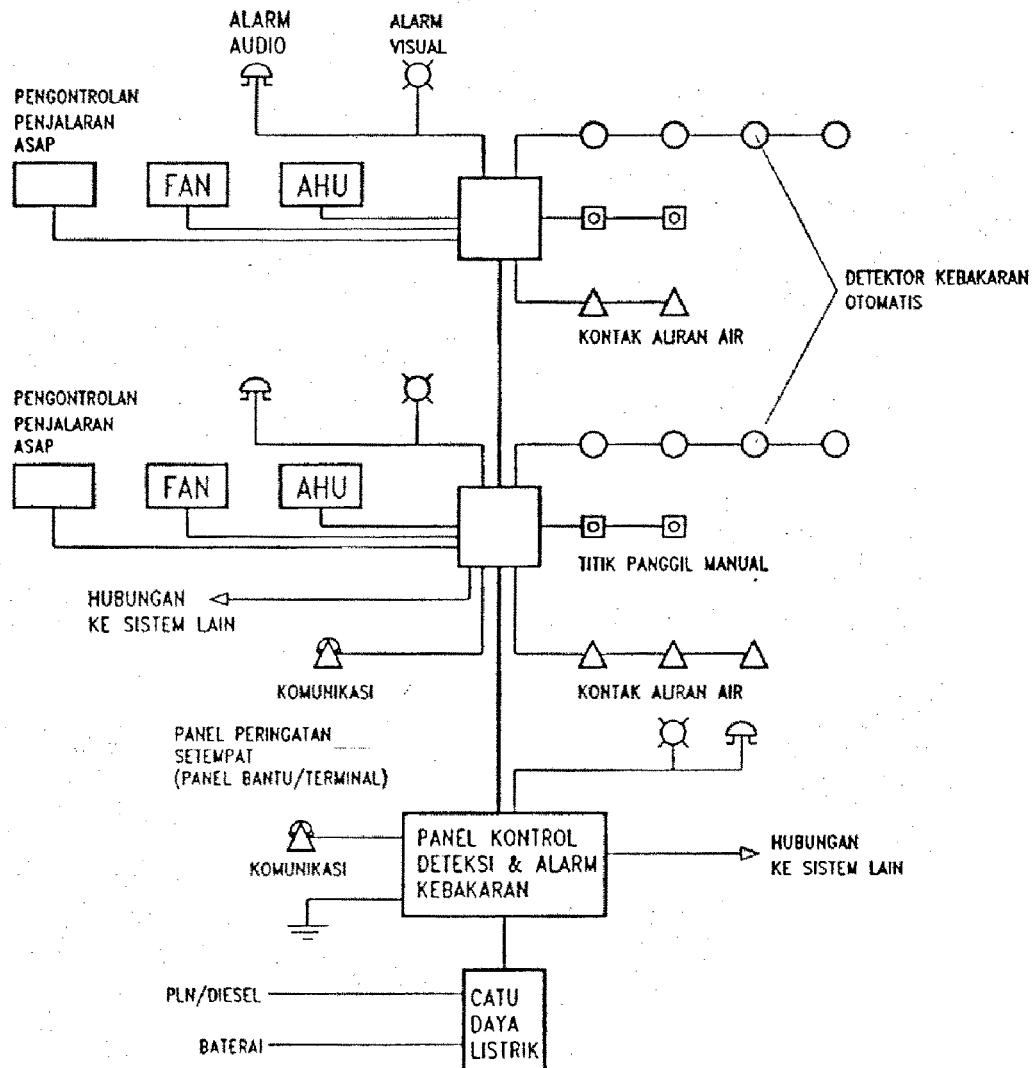 ALARM
AUDIO
ALARM
VISUAL
PENGONTROLAN
PENJALARAN
ASAP
FAN
AHU
DETEKTOR KEBAKARAN
OTOMATIS
KONTAK ALIRAN AIR
PENGONTROLAN
PENJALARAN
ASAP
FAN
AHU
TITIK PANGGIL MANUAL
HUBUNGAN
KE SISTEM LAIN
KOMUNIKASI
KONTAK ALIRAN AIR
PANEL PERINGATAN
SETEMPAT
(PANEL BANTU/TERMINAL)
KOMUNIKASI
PANEL KONTROL
DETEKSI & ALARM
KEBAKARAN
HUBUNGAN
KE SISTEM LAIN
PLN/DIESEL
BATERAI
CATU
DAYA
LISTRIK